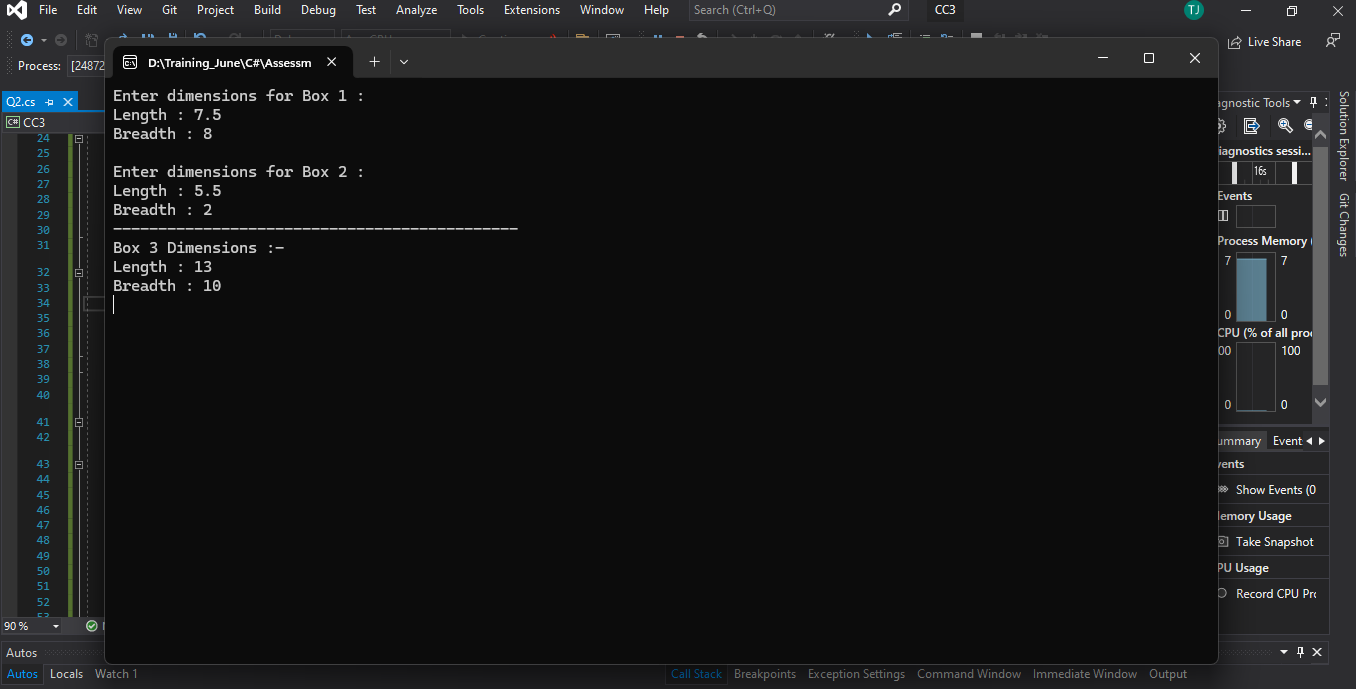 File Edit View Git Project Build Debug Test Analyze Tools Extensions Window Help Search (Ctrl+Q) CC3 TJ
Live Share
Process: [24872
D:\Training_June\C#\Assessm
Q2.cs
C# CC3
24
25
26
27
28
29
30
31
32
33
34
35
36
37
38
39
40
41
42
43
44
45
46
47
48
49
50
51
52
53
90 %
Enter dimensions for Box 1 :
Length : 7.5
Breadth : 8
Enter dimensions for Box 2 :
Length : 5.5
Breadth : 2
---------------------------------------------
Box 3 Dimensions :-
Length : 13
Breadth : 10
agnostic Tools
iagnostics sessi...
16s
Events
Process Memory (
7 7
0 0
CPU (% of all proc
00 100
0 0
ummary Event
vents
Show Events (0
Memory Usage
Take Snapshot
PU Usage
Record CPU Pro
Solution Explorer
Git Changes
Autos
Autos Locals Watch 1
Call Stack Breakpoints Exception Settings Command Window Immediate Window Output